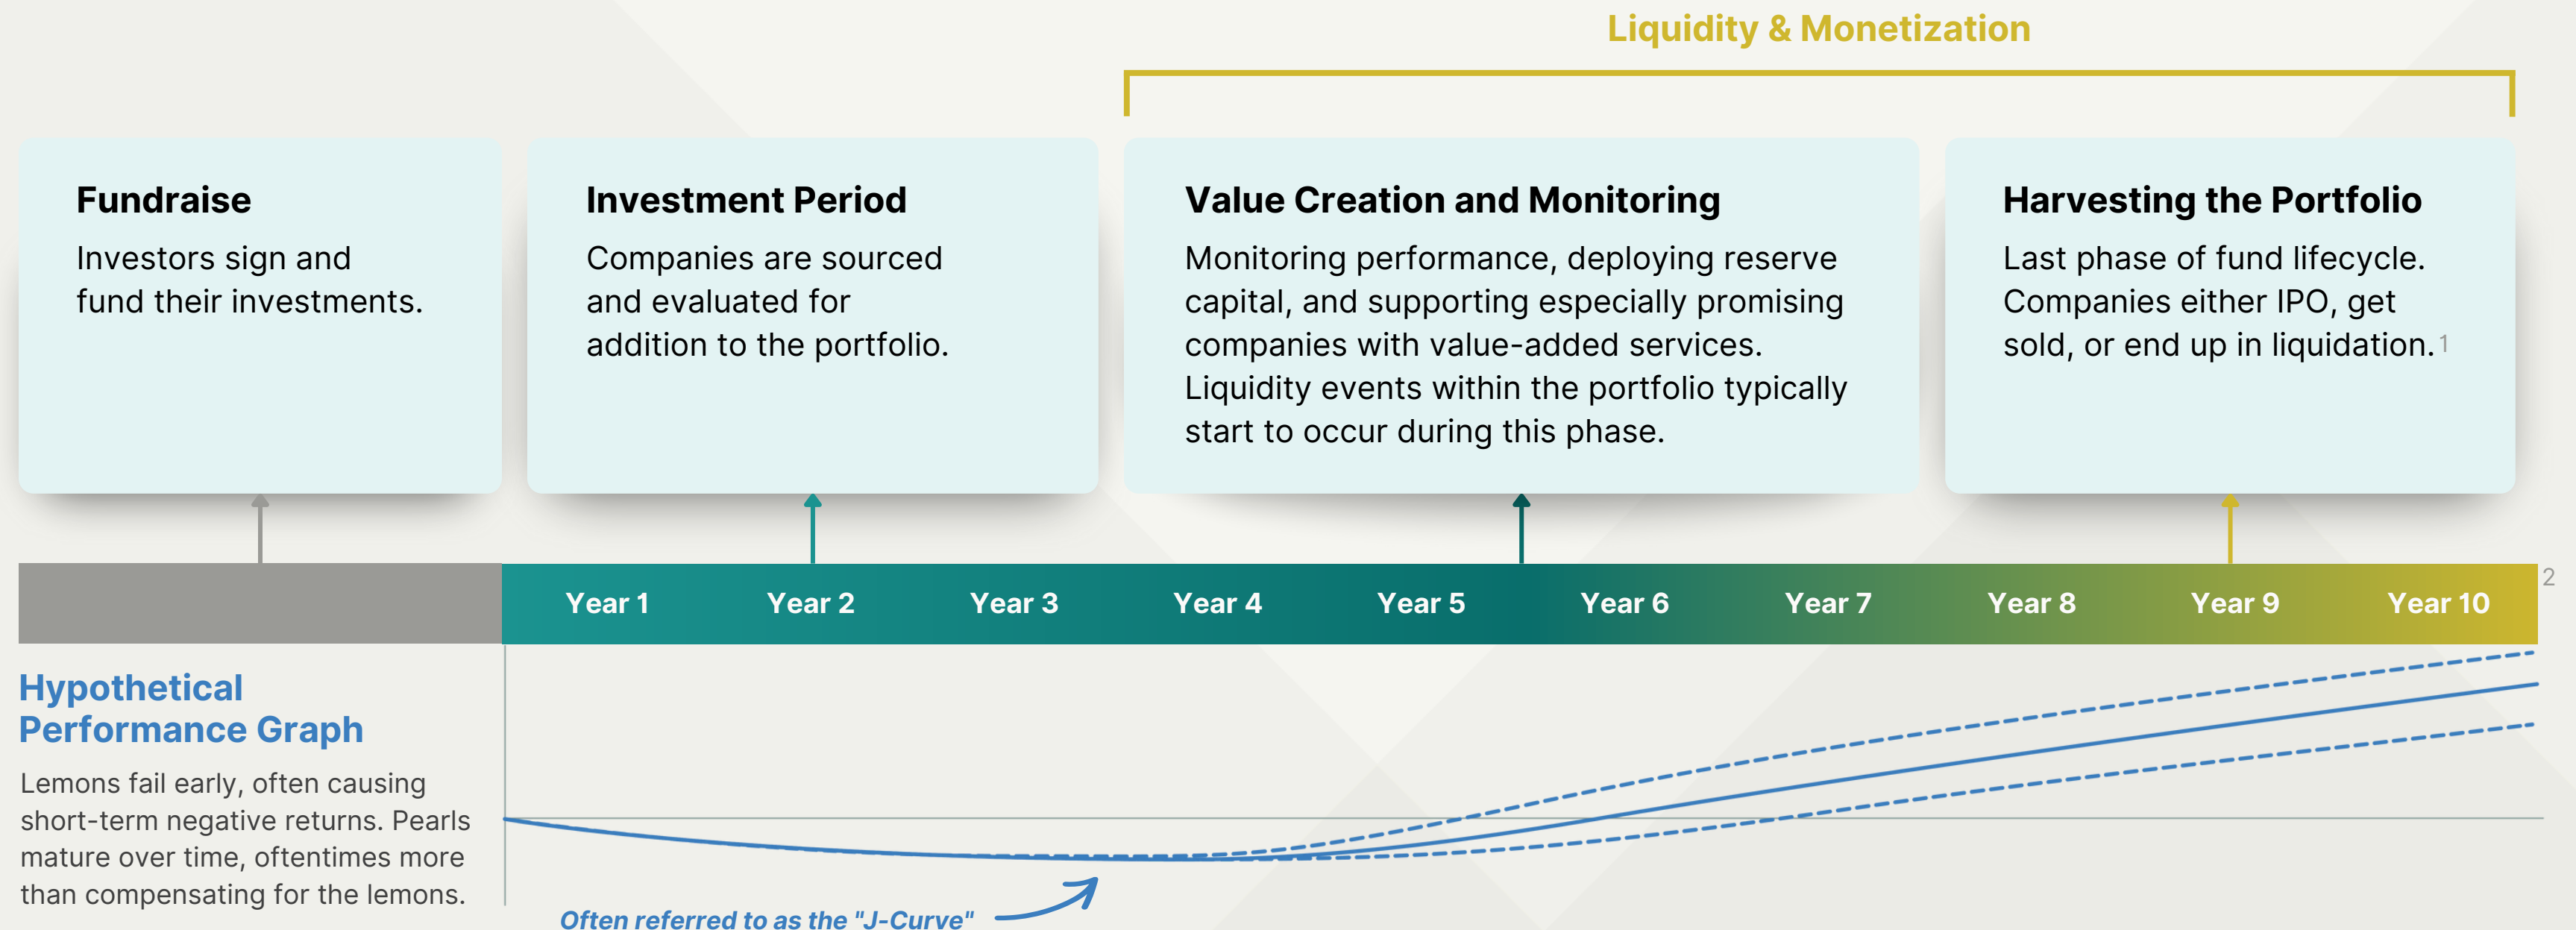 Liquidity & Monetization
Fundraise
Investors sign and
fund their investments.
Investment Period
Companies are sourced
and evaluated for
addition to the portfolio.
Value Creation and Monitoring
Monitoring performance, deploying reserve
capital, and supporting especially promising
companies with value-added services.
Liquidity events within the portfolio typically
start to occur during this phase.
Harvesting the Portfolio
Last phase of fund lifecycle.
Companies either IPO, get
sold, or end up in liquidation.1
Year 1 Year 2 Year 3 Year 4 Year 5 Year 6 Year 7 Year 8 Year 9 Year 10 2
Hypothetical
Performance Graph
Lemons fail early, often causing
short-term negative returns. Pearls
mature over time, oftentimes more
than compensating for the lemons.
Often referred to as the "J-Curve"